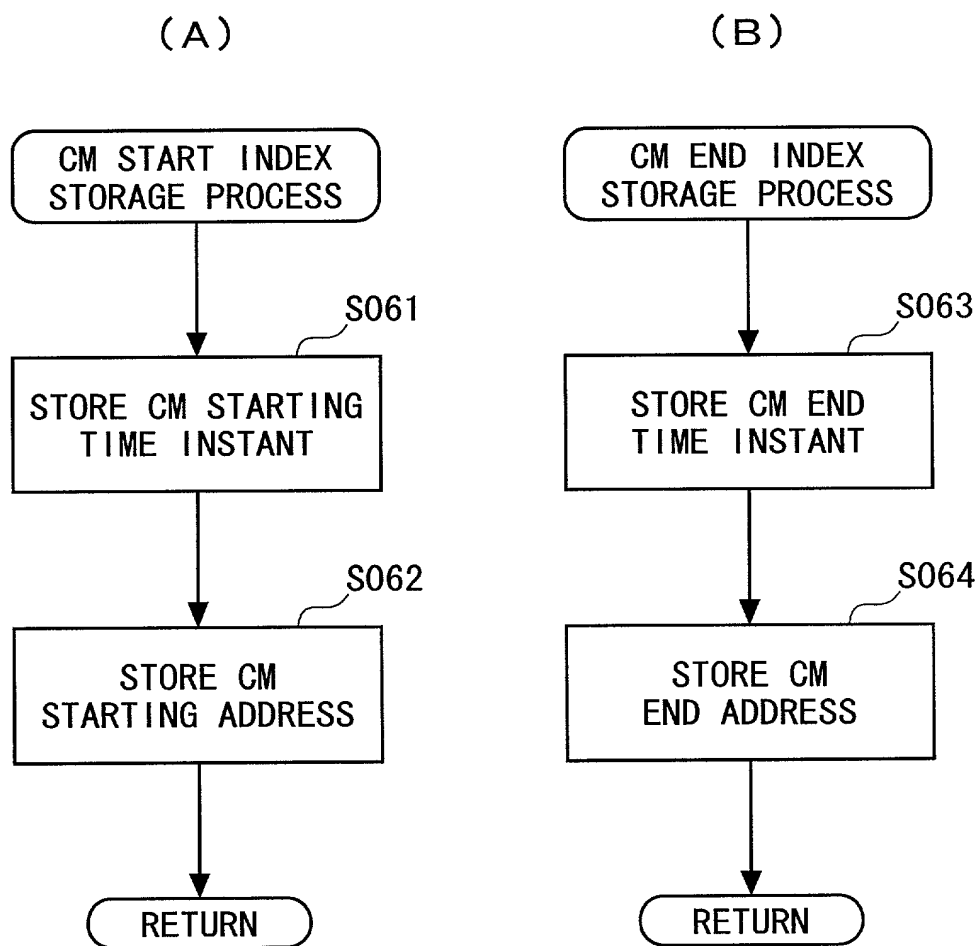 (A)
CM START INDEX
STORAGE PROCESS
S061
STORE CM STARTING
TIME INSTANT
S062
STORE CM
STARTING ADDRESS
RETURN
(B)
CM END INDEX
STORAGE PROCESS
S063
STORE CM END
TIME INSTANT
S064
STORE CM
END ADDRESS
RETURN